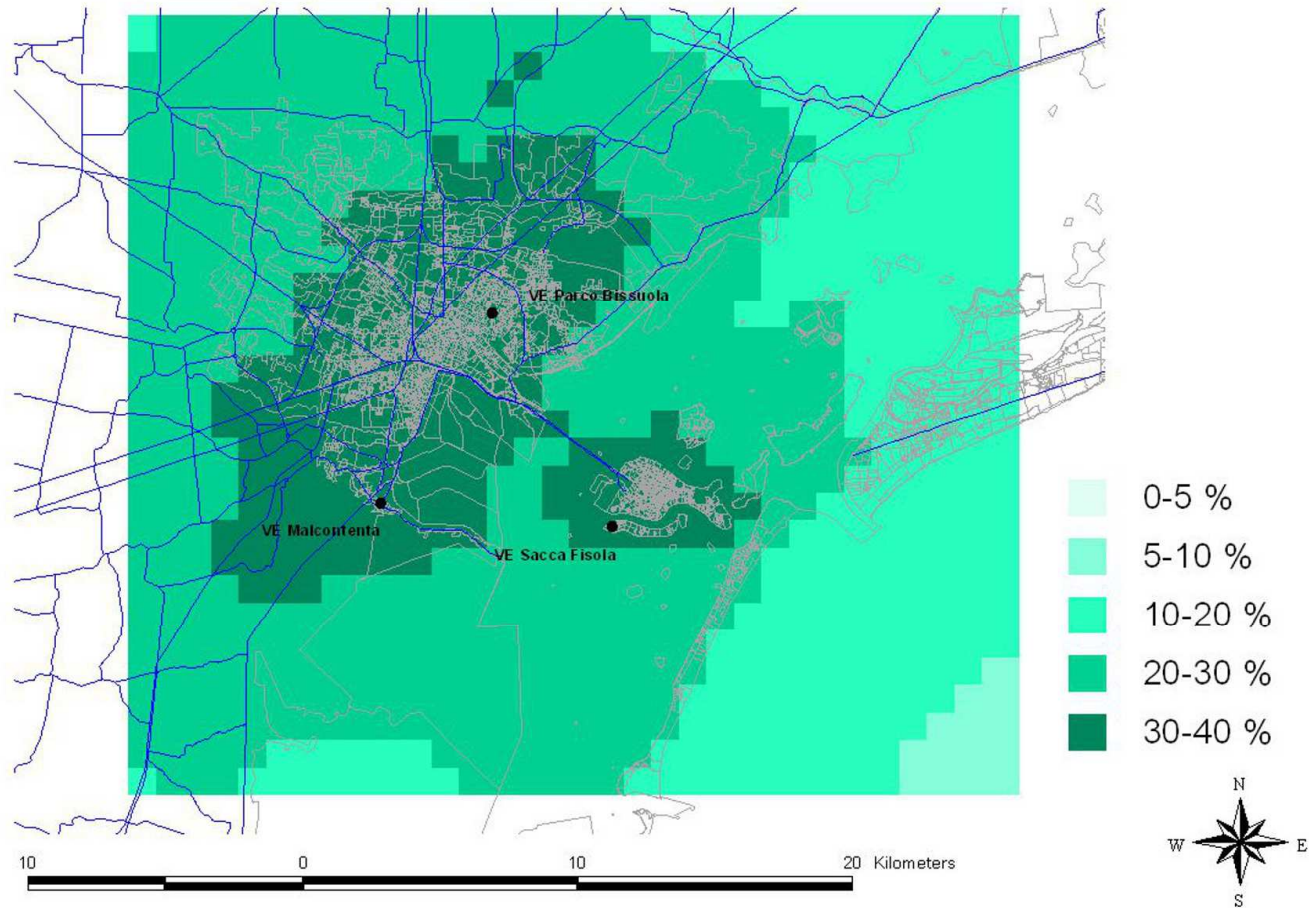 VE Parco Bissuola
VE Malcontenta
VE Sacca Fisola
0-5 %
5-10 %
10-20 %
20-30 %
30-40 %
N
W E
S
10 0 10 20 Kilometers